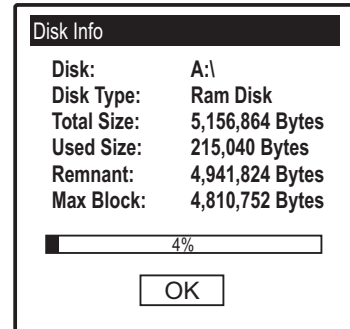 Disk Info
Disk: A:\
Disk Type: Ram Disk
Total Size: 5,156,864 Bytes
Used Size: 215,040 Bytes
Remnant: 4,941,824 Bytes
Max Block: 4,810,752 Bytes
4%
OK